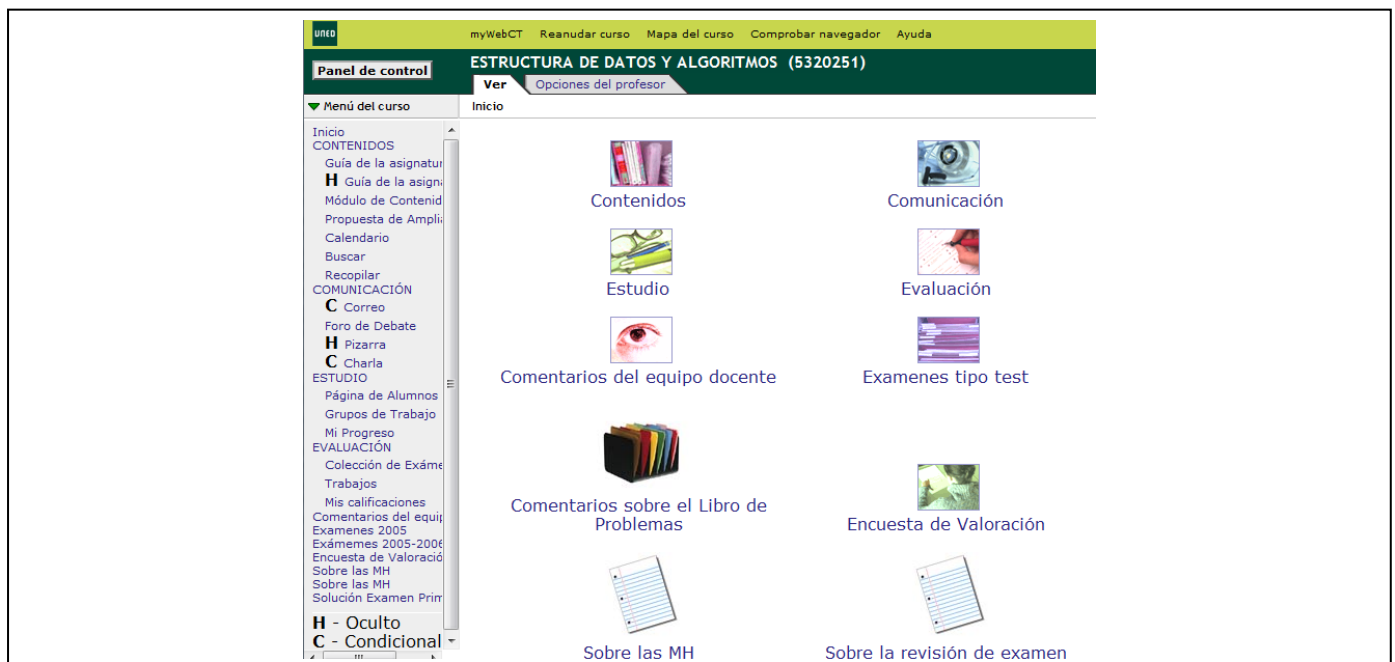 UNED
myWebCT Reanudar curso Mapa del curso Comprobar navegador Ayuda
Panel de control
ESTRUCTURA DE DATOS Y ALGORITMOS (5320251)
Ver Opciones del profesor
Menú del curso
Inicio
Inicio
CONTENIDOS
Guía de la asignatur
H Guía de la asigna
Módulo de Contenid
Propuesta de Amplia
Calendario
Buscar
Recopilar
COMUNICACIÓN
C Correo
Foro de Debate
H Pizarra
C Charla
ESTUDIO
Página de Alumnos
Grupos de Trabajo
Mi Progreso
EVALUACIÓN
Colección de Exáme
Trabajos
Mis calificaciones
Comentarios del equip
Examenes 2005
Exámemes 2005-2006
Encuesta de Valoració
Sobre las MH
Sobre las MH
Solución Examen Prim
H - Oculto
C - Condicional
Contenidos
Comunicación
Estudio
Evaluación
Comentarios del equipo docente
Examenes tipo test
Comentarios sobre el Libro de
Problemas
Encuesta de Valoración
Sobre las MH
Sobre la revisión de examen